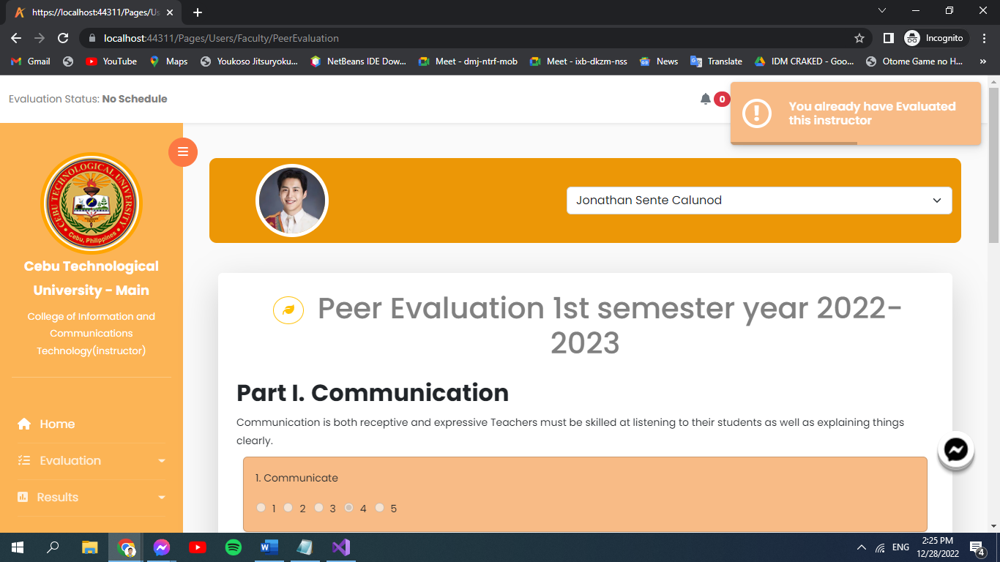 https://localhost:44311/Pages/Us
localhost:44311/Pages/Users/Faculty/PeerEvaluation
Incognito
Gmail
YouTube
Maps
Youkoso Jitsuryoku...
NetBeans IDE Dow...
Meet - dmj-ntrf-mob
Meet - ixb-dkzm-nss
News
Translate
IDM CRAKED - Goo...
Otome Game no H...
»
Evaluation Status: No Schedule
0
You already have Evaluated
this instructor
CEBU TECHNOLOGICAL UNIVERSITY
Cebu, Philippines
Jonathan Sente Calunod
Cebu Technological
University - Main
College of Information and
Communications
Technology(instructor)
Home
Evaluation
Results
Peer Evaluation 1st semester year 2022-
2023
Part I. Communication
Communication is both receptive and expressive Teachers must be skilled at listening to their students as well as explaining things
clearly.
1. Communicate
1 2 3 4 5
ENG
2:25 PM
12/28/2022
4